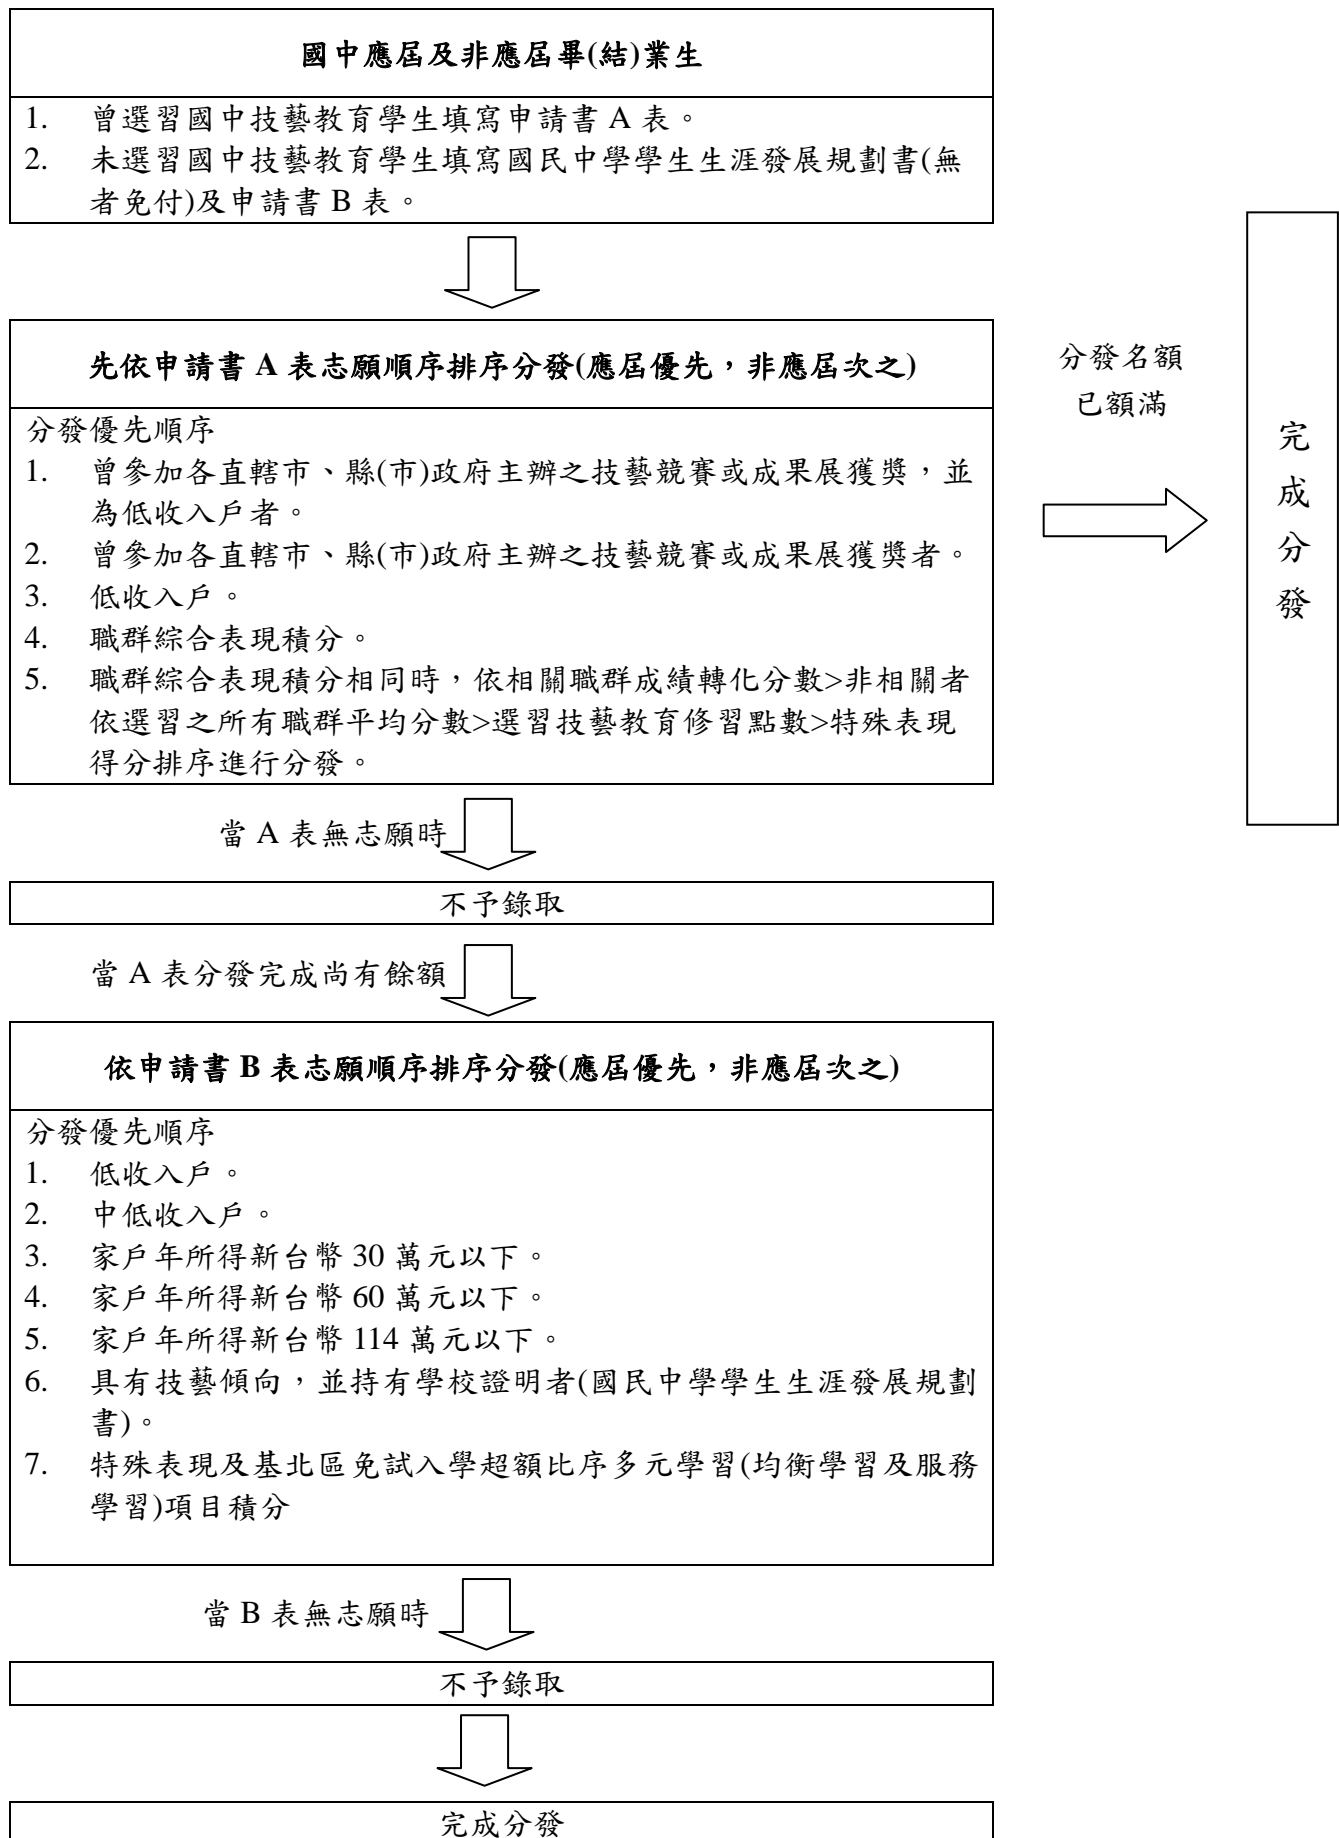 國中應屆及非應屆畢(結)業生
1. 曾選習國中技藝教育學生填寫申請書 A 表。
2. 未選習國中技藝教育學生填寫國民中學學生生涯發展規劃書(無
者免付)及申請書 B 表。
先依申請書 A 表志願順序排序分發(應屆優先，非應屆次之)
分發優先順序
1. 曾參加各直轄市、縣(市)政府主辦之技藝競賽或成果展獲獎，並
為低收入戶者。
2. 曾參加各直轄市、縣(市)政府主辦之技藝競賽或成果展獲獎者。
3. 低收入戶。
4. 職群綜合表現積分。
5. 職群綜合表現積分相同時，依相關職群成績轉化分數>非相關者
依選習之所有職群平均分數>選習技藝教育修習點數>特殊表現
得分排序進行分發。
分發名額
已額滿
完成分發
當 A 表無志願時
不予錄取
當 A 表分發完成尚有餘額
依申請書 B 表志願順序排序分發(應屆優先，非應屆次之)
分發優先順序
1. 低收入戶。
2. 中低收入戶。
3. 家戶年所得新台幣 30 萬元以下。
4. 家戶年所得新台幣 60 萬元以下。
5. 家戶年所得新台幣 114 萬元以下。
6. 具有技藝傾向，並持有學校證明者(國民中學學生生涯發展規劃
書)。
7. 特殊表現及基北區免試入學超額比序多元學習(均衡學習及服務
學習)項目積分
當 B 表無志願時
不予錄取
完成分發